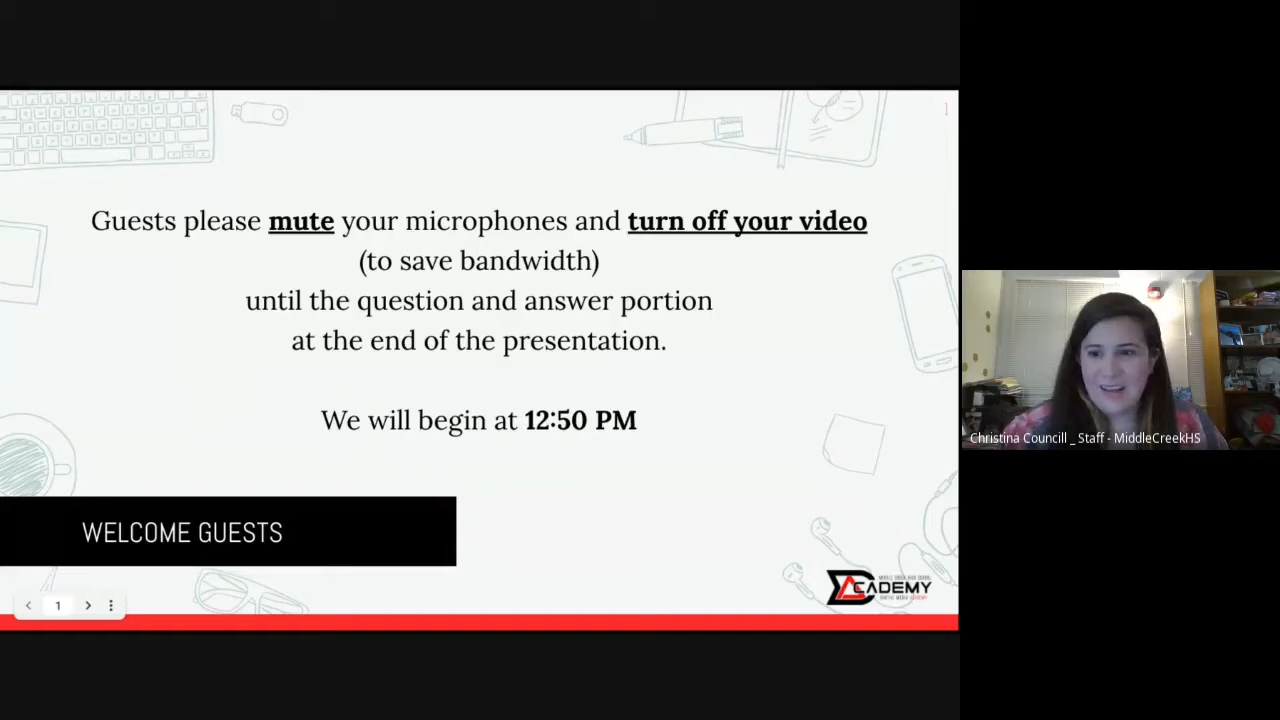 Guests please mute your microphones and turn off your video
(to save bandwidth)
until the question and answer portion
at the end of the presentation.
We will begin at 12:50 PM
Christina Councill _ Staff - MiddleCreekHS
WELCOME GUESTS
CADEMY
1